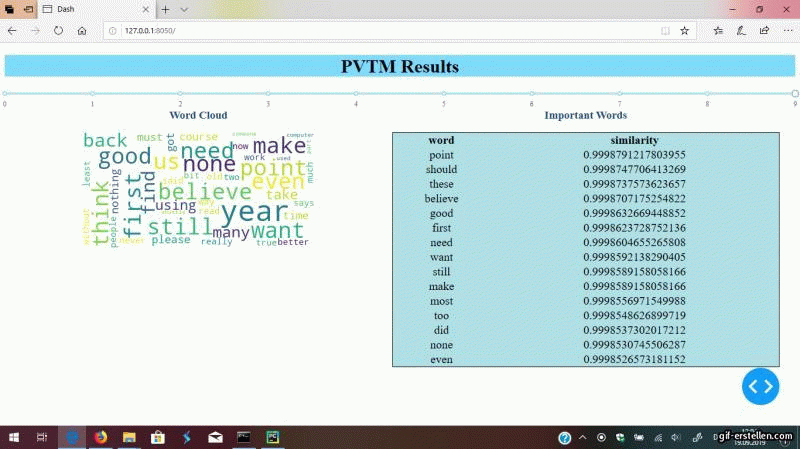 Dash
127.0.0.1:8050/
PVTM Results
0 1 2 3 4 5 6 7 8 9
Word Cloud
Important Words
back must got course someone computer
good us need now make
least nothing find bit none work used point much
think first said old two even
believe take
without people using again way read year says
still many want time
never please really true better
word similarity
point 0.9998791217803955
should 0.9998747706413269
these 0.9998737573623657
believe 0.9998707175254822
good 0.9998632669448852
first 0.9998623728752136
need 0.9998604655265808
want 0.9998592138290405
still 0.9998589158058166
make 0.9998589158058166
most 0.9998556971549988
too 0.9998548626899719
did 0.9998537302017212
none 0.9998530745506287
even 0.9998526573181152
19.09.2019
gif-erstellen.com